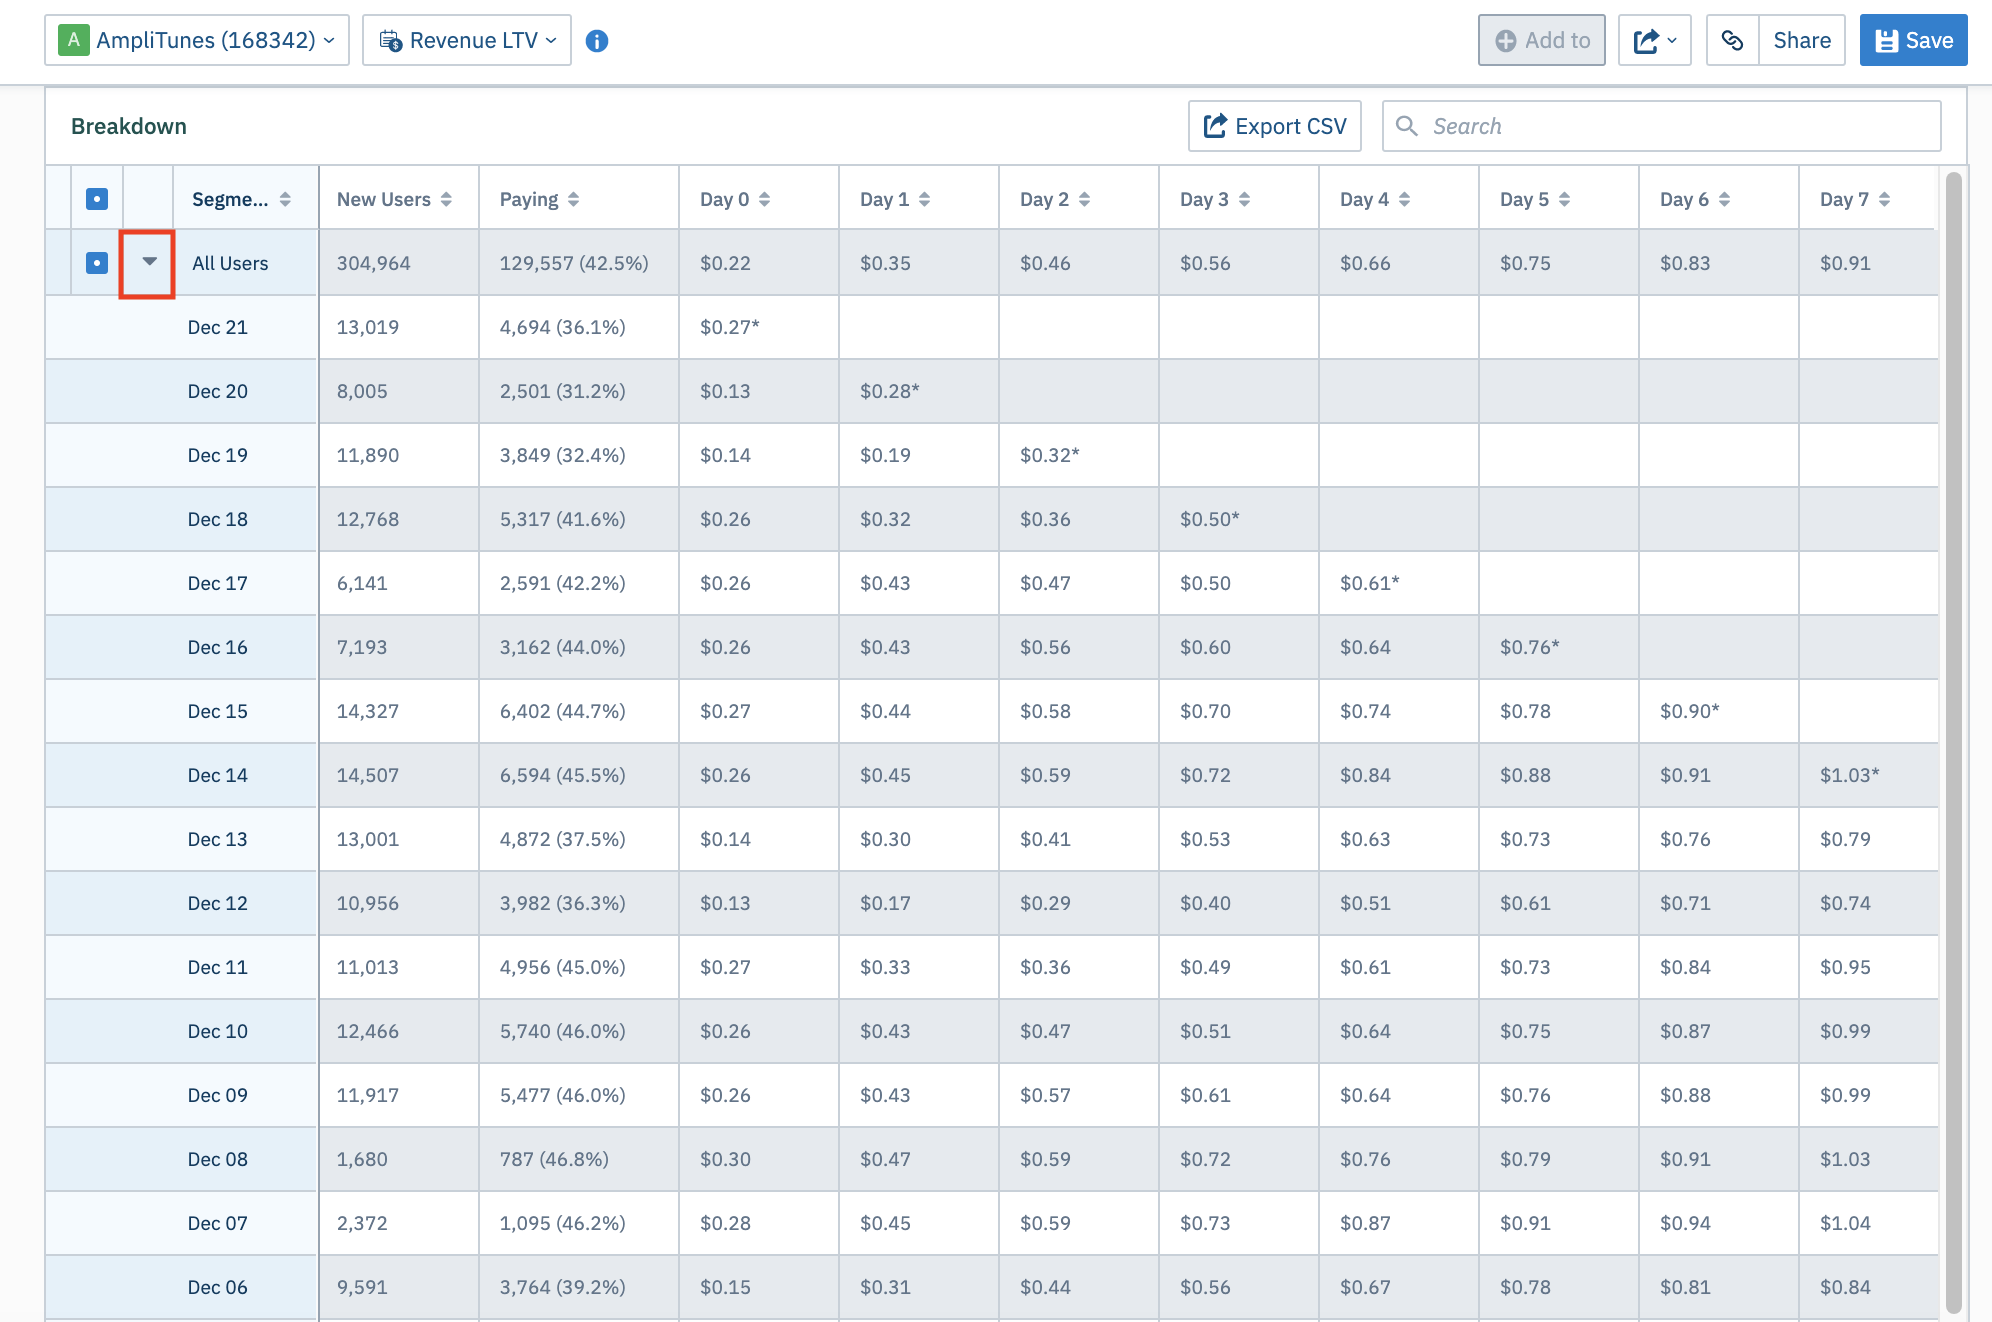 A AmpliTunes (168342) Revenue LTV Add to Share Save
Breakdown Export CSV Search
Segme... New Users Paying Day 0 Day 1 Day 2 Day 3 Day 4 Day 5 Day 6 Day 7
All Users 304,964 129,557 (42.5%) $0.22 $0.35 $0.46 $0.56 $0.66 $0.75 $0.83 $0.91
Dec 21 13,019 4,694 (36.1%) $0.27*
Dec 20 8,005 2,501 (31.2%) $0.13 $0.28*
Dec 19 11,890 3,849 (32.4%) $0.14 $0.19 $0.32*
Dec 18 12,768 5,317 (41.6%) $0.26 $0.32 $0.36 $0.50*
Dec 17 6,141 2,591 (42.2%) $0.26 $0.43 $0.47 $0.50 $0.61*
Dec 16 7,193 3,162 (44.0%) $0.26 $0.43 $0.56 $0.60 $0.64 $0.76*
Dec 15 14,327 6,402 (44.7%) $0.27 $0.44 $0.58 $0.70 $0.74 $0.78 $0.90*
Dec 14 14,507 6,594 (45.5%) $0.26 $0.45 $0.59 $0.72 $0.84 $0.88 $0.91 $1.03*
Dec 13 13,001 4,872 (37.5%) $0.14 $0.30 $0.41 $0.53 $0.63 $0.73 $0.76 $0.79
Dec 12 10,956 3,982 (36.3%) $0.13 $0.17 $0.29 $0.40 $0.51 $0.61 $0.71 $0.74
Dec 11 11,013 4,956 (45.0%) $0.27 $0.33 $0.36 $0.49 $0.61 $0.73 $0.84 $0.95
Dec 10 12,466 5,740 (46.0%) $0.26 $0.43 $0.47 $0.51 $0.64 $0.75 $0.87 $0.99
Dec 09 11,917 5,477 (46.0%) $0.26 $0.43 $0.57 $0.61 $0.64 $0.76 $0.88 $0.99
Dec 08 1,680 787 (46.8%) $0.30 $0.47 $0.59 $0.72 $0.76 $0.79 $0.91 $1.03
Dec 07 2,372 1,095 (46.2%) $0.28 $0.45 $0.59 $0.73 $0.87 $0.91 $0.94 $1.04
Dec 06 9,591 3,764 (39.2%) $0.15 $0.31 $0.44 $0.56 $0.67 $0.78 $0.81 $0.84